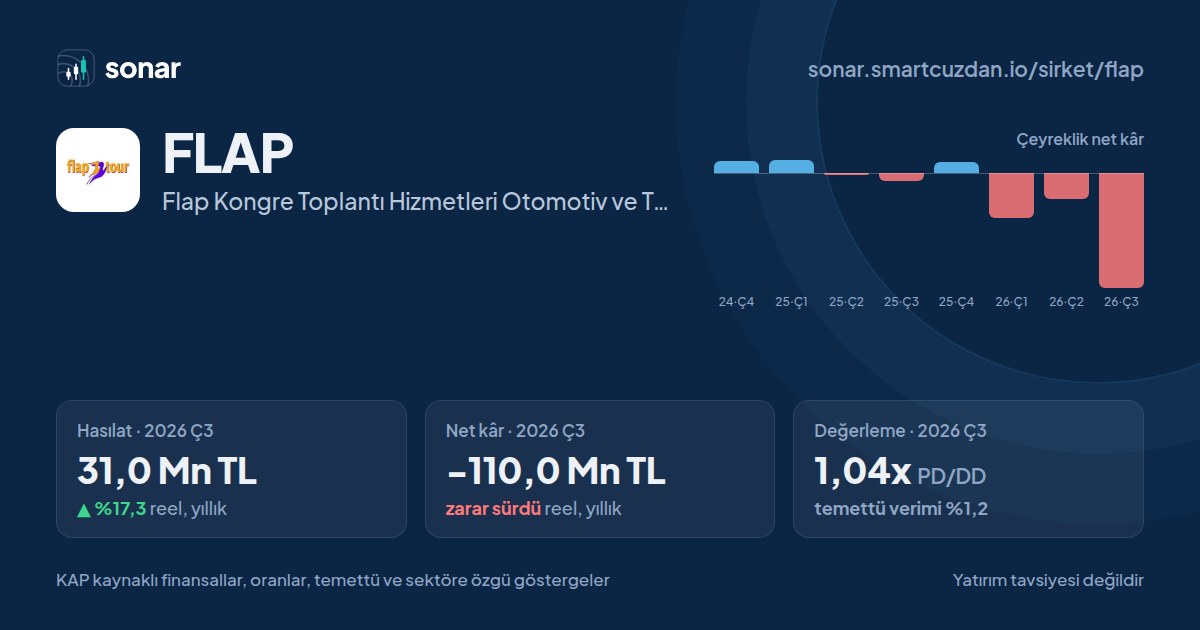 sonar
sonar.smartcuzdan.io/sirket/flap
flap tour
FLAP
Flap Kongre Toplantı Hizmetleri Otomotiv ve T...
Çeyreklik net kâr
24·Ç4 25·Ç1 25·Ç2 25·Ç3 25·Ç4 26·Ç1 26·Ç2 26·Ç3
Hasılat · 2026 Ç3
31,0 Mn TL
▲ %17,3 reel, yıllık
Net kâr · 2026 Ç3
−110,0 Mn TL
zarar sürdü reel, yıllık
Değerleme · 2026 Ç3
1,04x PD/DD
temettü verimi %1,2
KAP kaynaklı finansallar, oranlar, temettü ve sektöre özgü göstergeler
Yatırım tavsiyesi değildir